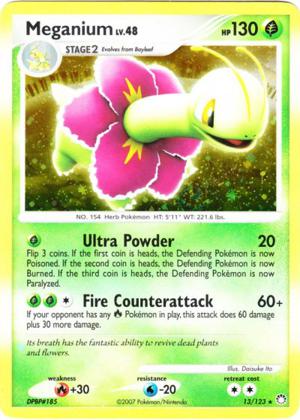 Meganium LV.48
HP 130
STAGE2 Evolves from Bayleef
NO. 154 Herb Pokémon HT: 5'11" WT: 221.6 lbs.
Ultra Powder 20
Flip 3 coins. If the first coin is heads, the Defending Pokémon is now
Poisoned. If the second coin is heads, the Defending Pokémon is now
Burned. If the third coin is heads, the Defending Pokémon is now
Paralyzed.
Fire Counterattack 60+
If your opponent has any Pokémon in play, this attack does 60 damage
plus 30 more damage.
Its breath has the fantastic ability to revive dead plants
and flowers.
Illus. Daisuke Ito
weakness resistance retreat cost
+30 -20
DPBP#185 ©2007 Pokémon/Nintendo 13/123 ★